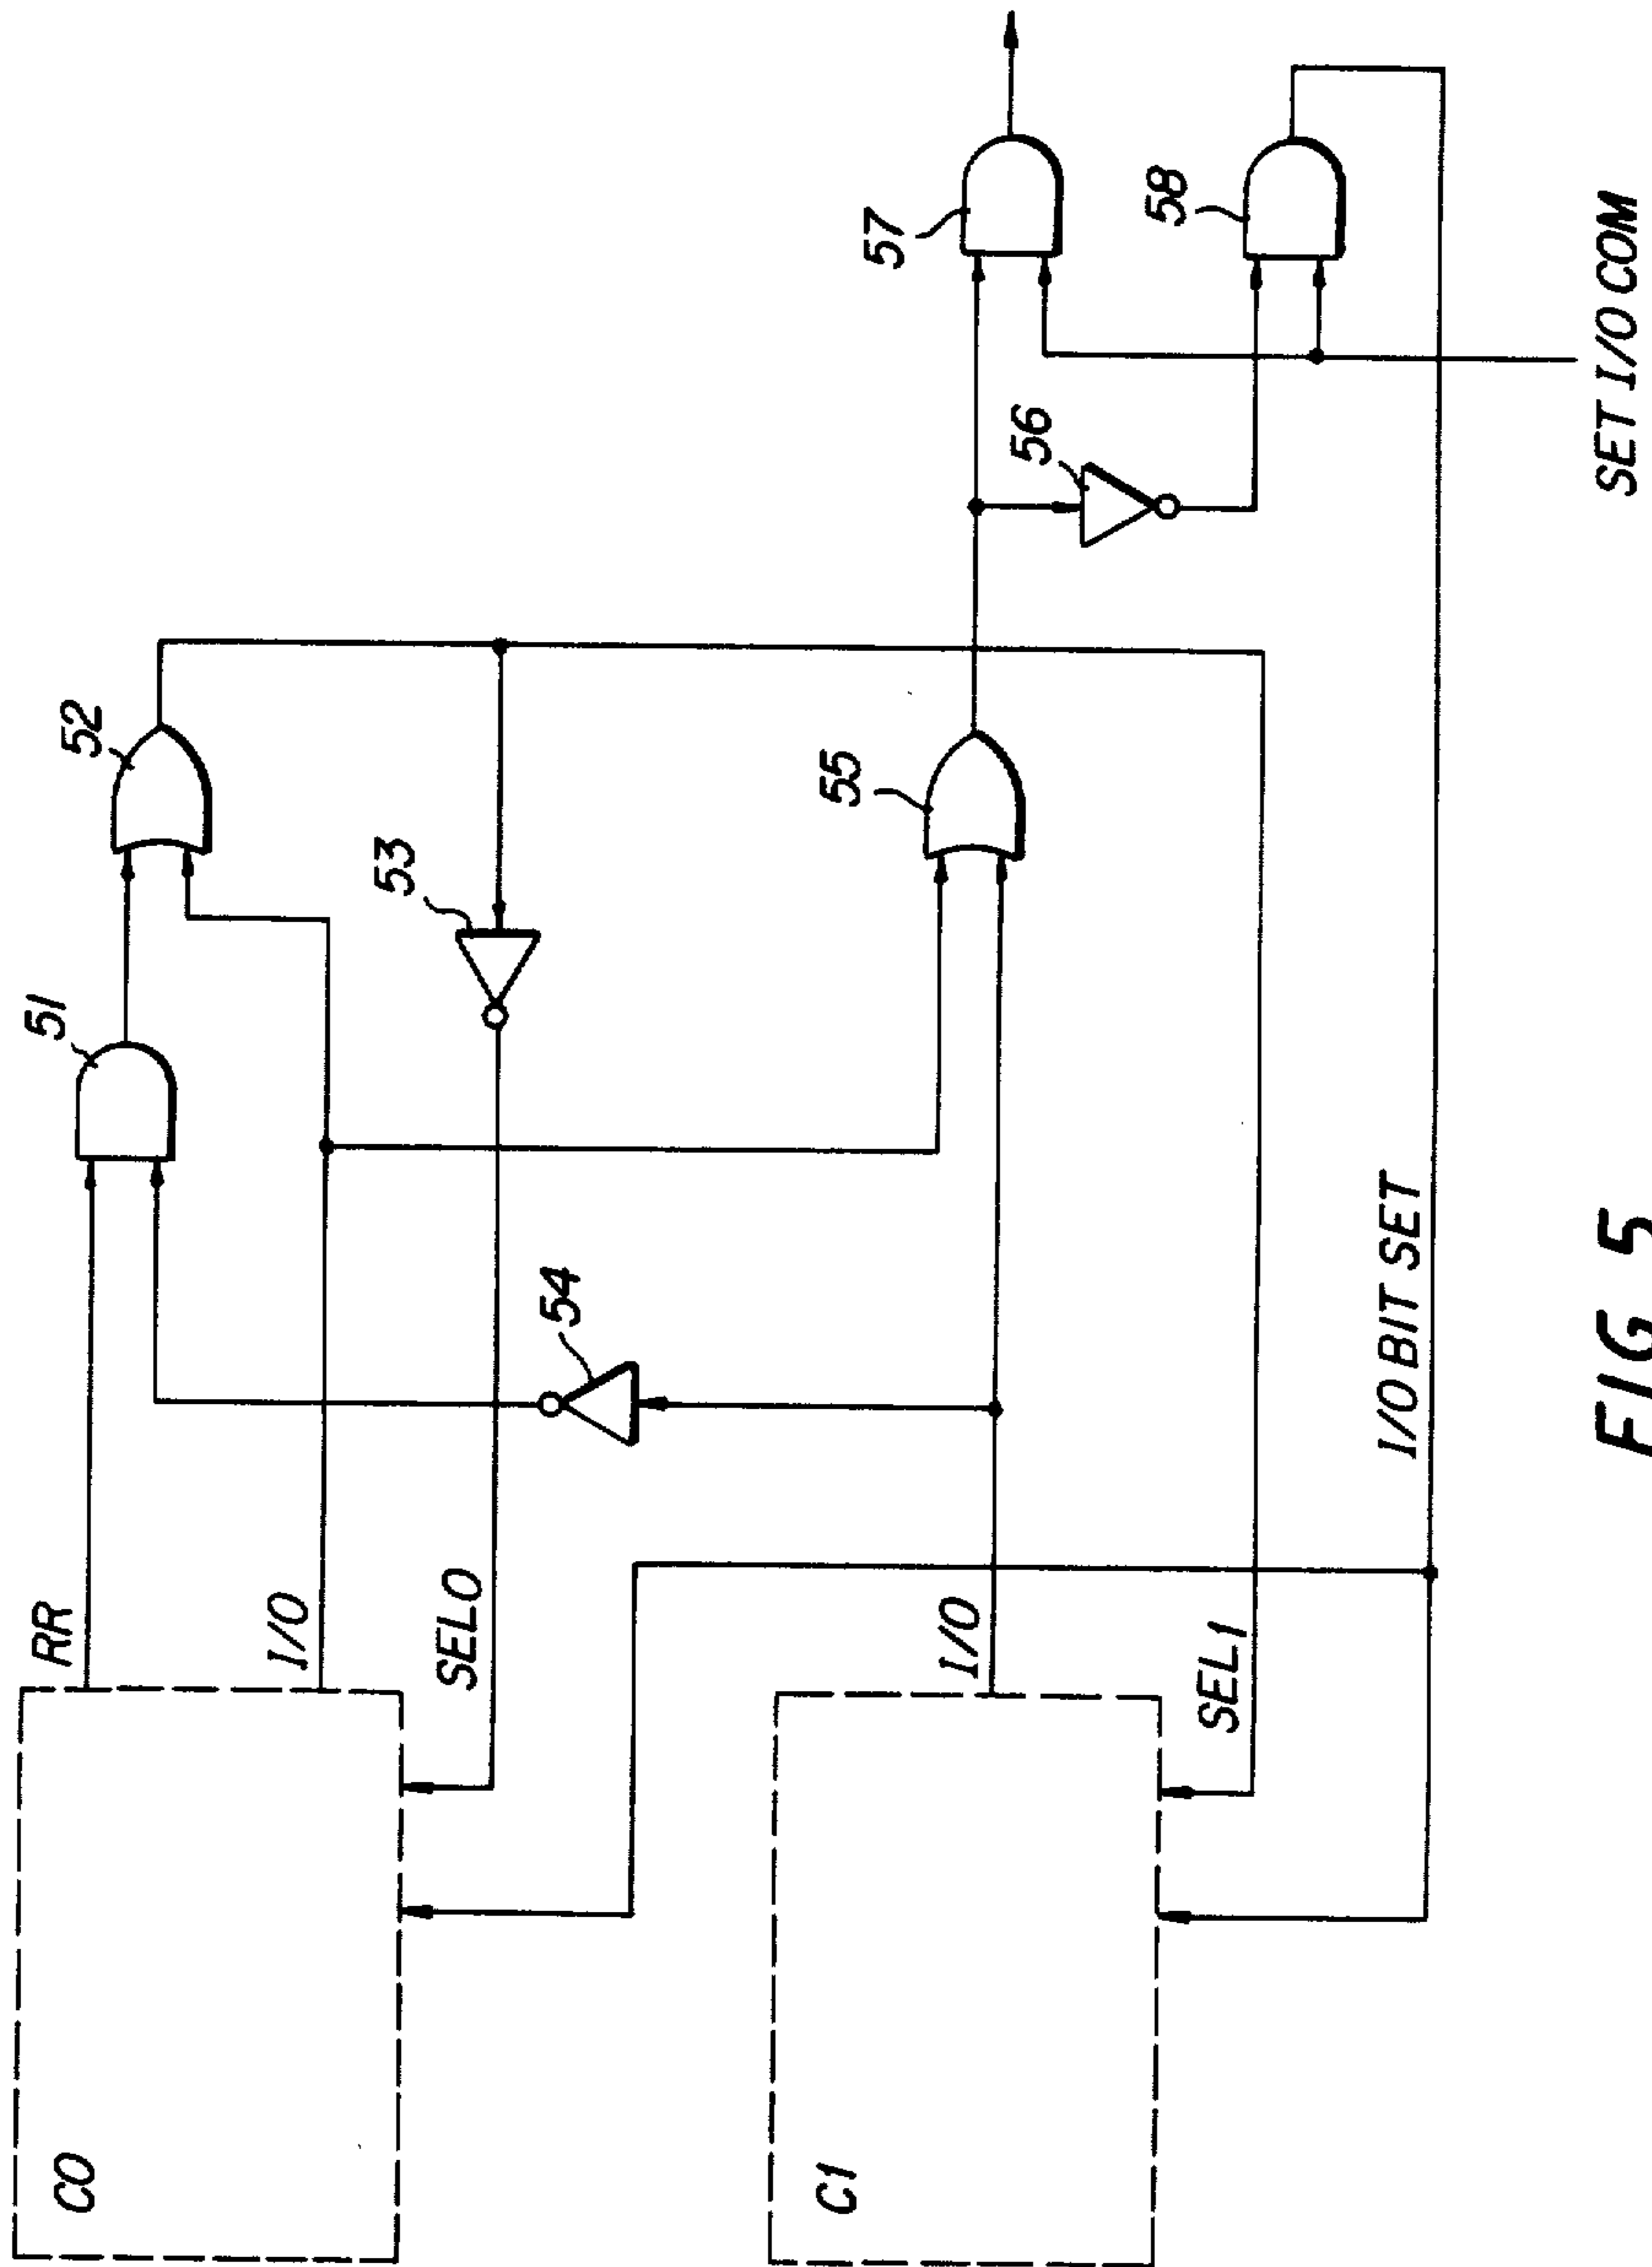 C0
RR
I/O
SEL0
51
52
53
54
C1
I/O
SEL1
55
56
57
58
I/O BIT SET
SET I/O COM
FIG 5